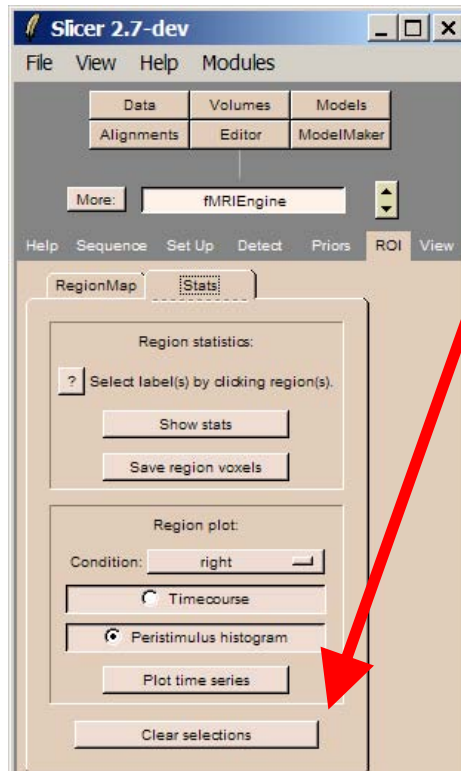 Slicer 2.7-dev
File View Help Modules
Data Volumes Models
Alignments Editor ModelMaker
More: fMRIEngine
Help Sequence Set Up Detect Priors ROI View
RegionMap Stats
Region statistics:
? Select label(s) by clicking region(s).
Show stats
Save region voxels
Region plot:
Condition: right
Timecourse
Peristimulus histogram
Plot time series
Clear selections